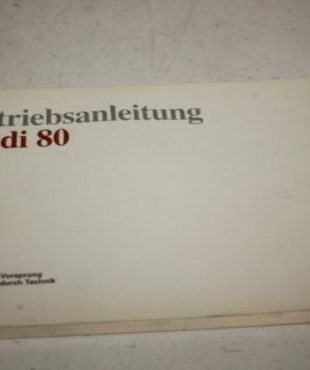 triebsanleitung
di 80
Vorsprung
durch Technik